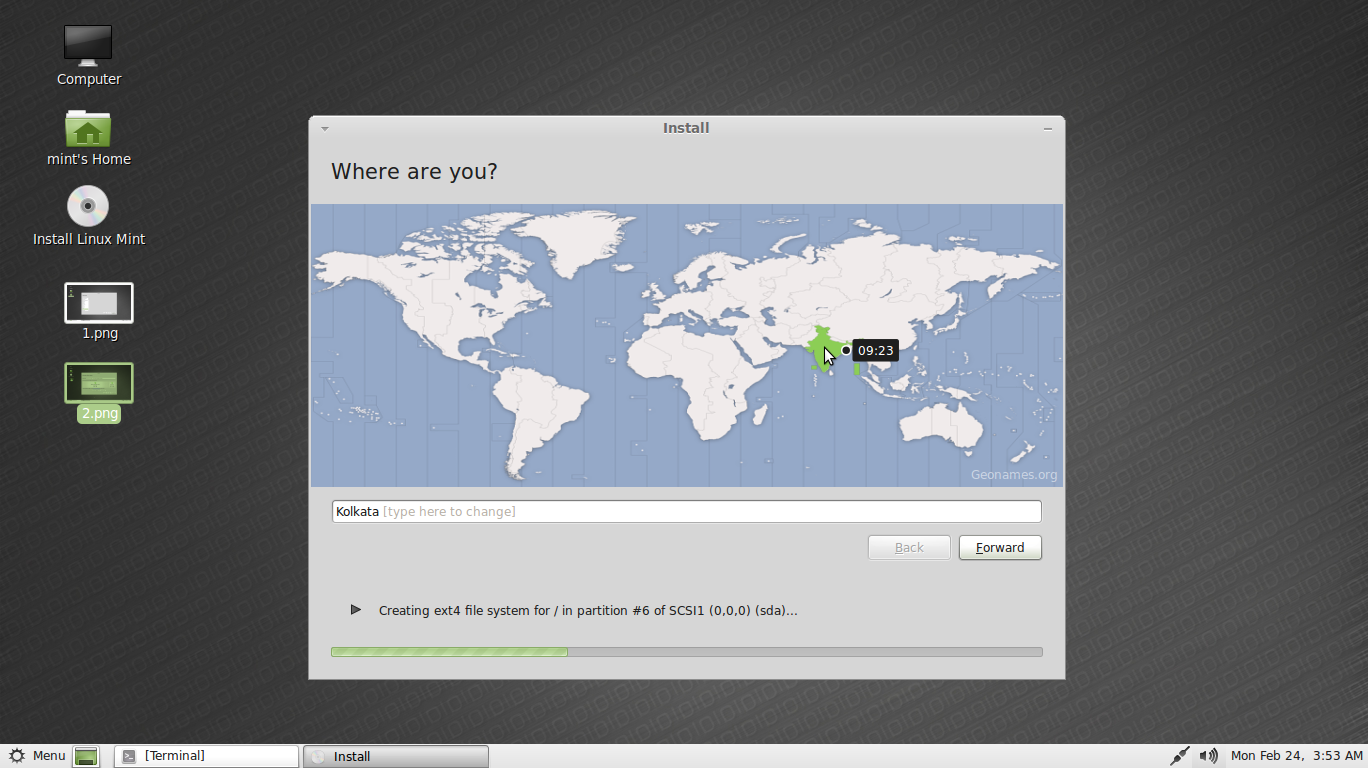 Computer
mint's Home
Install Linux Mint
1.png
2.png
Install
Where are you?
09:23
Geonames.org
Kolkata [type here to change]
Back Forward
Creating ext4 file system for / in partition #6 of SCSI1 (0,0,0) (sda)...
Menu [Terminal] Install Mon Feb 24, 3:53 AM